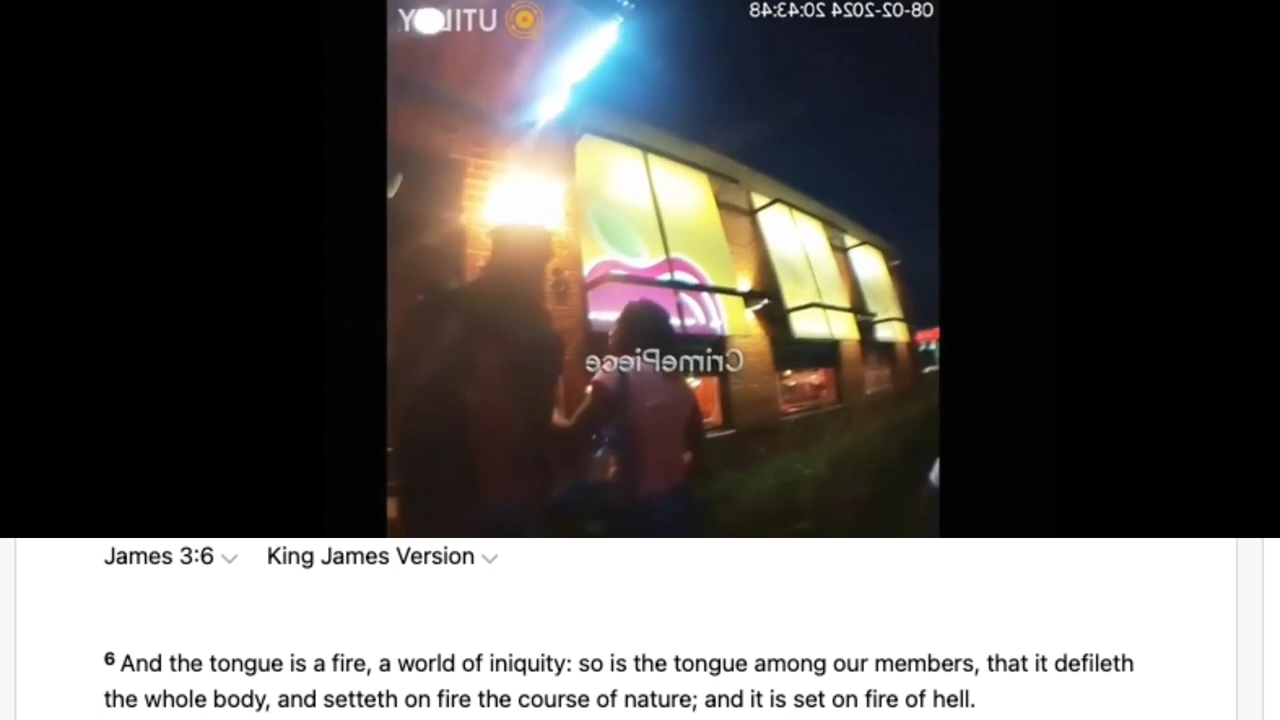 08-02-2024 20:43:48
CrimePiece
James 3:6 King James Version
6 And the tongue is a fire, a world of iniquity: so is the tongue among our members, that it defileth
the whole body, and setteth on fire the course of nature; and it is set on fire of hell.